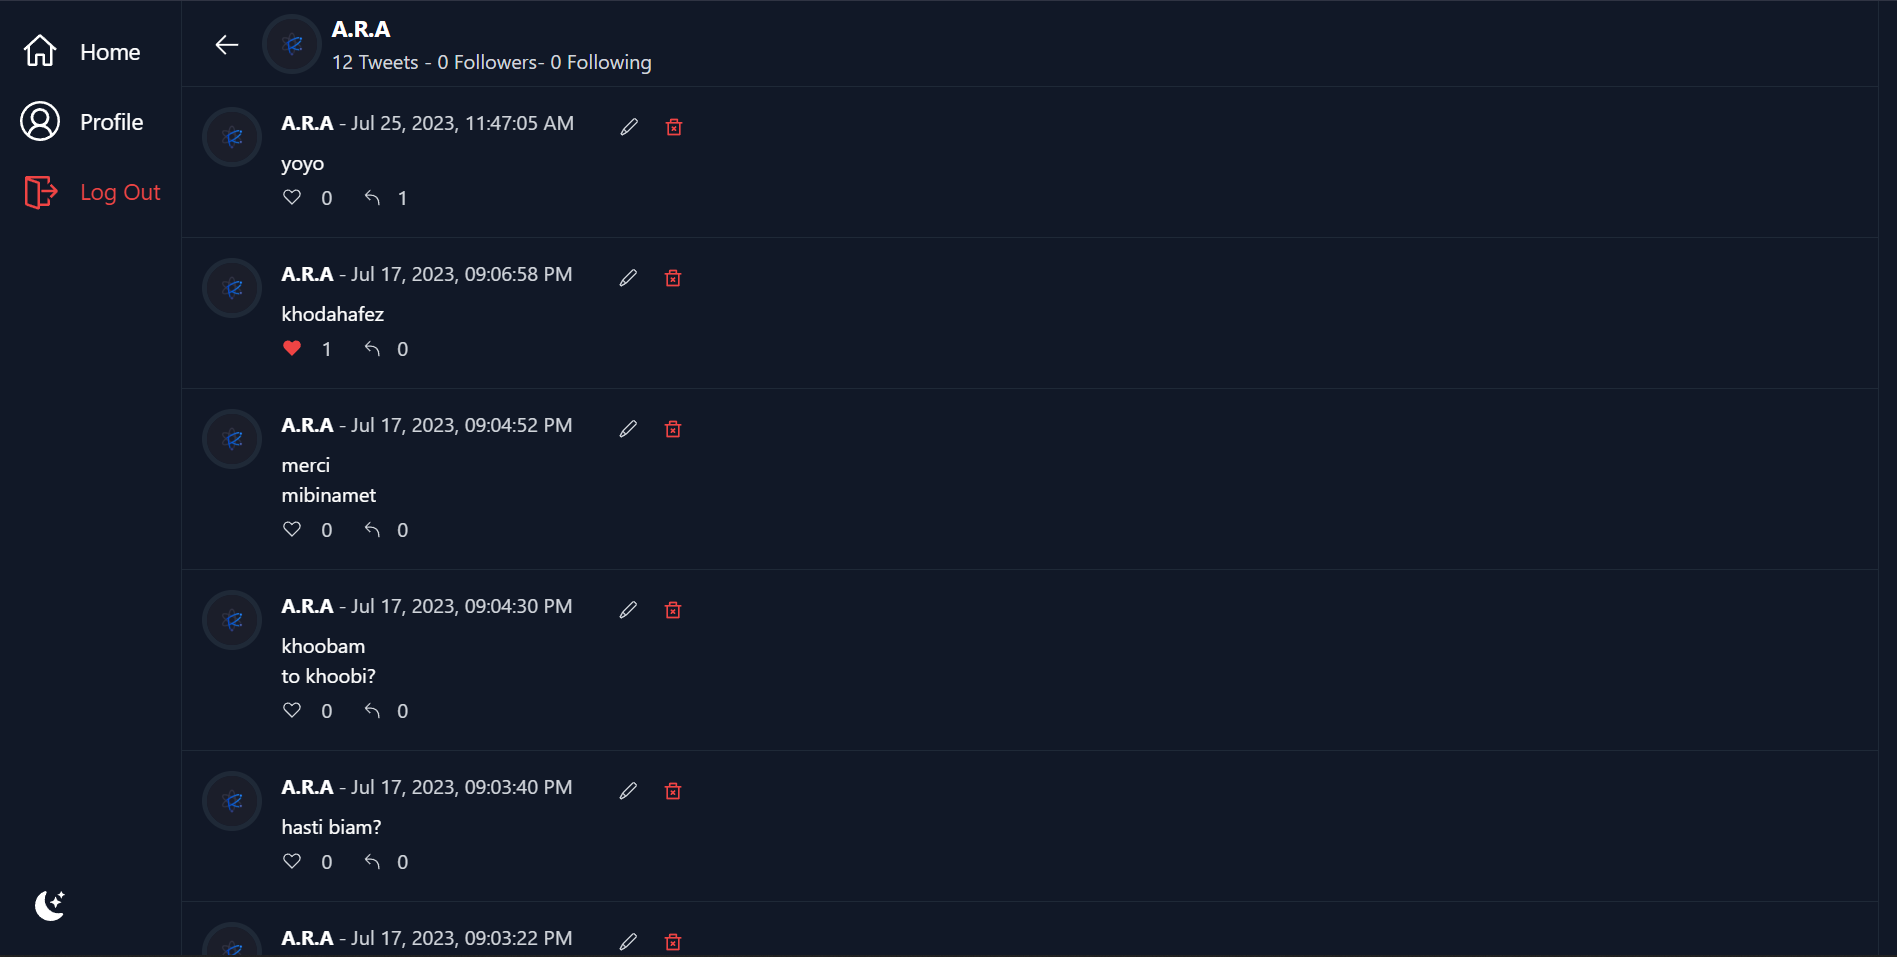 Home
Profile
Log Out
A.R.A
12 Tweets - 0 Followers- 0 Following
A.R.A - Jul 25, 2023, 11:47:05 AM
yoyo
0 1
A.R.A - Jul 17, 2023, 09:06:58 PM
khodahafez
1 0
A.R.A - Jul 17, 2023, 09:04:52 PM
merci
mibinamet
0 0
A.R.A - Jul 17, 2023, 09:04:30 PM
khoobam
to khoobi?
0 0
A.R.A - Jul 17, 2023, 09:03:40 PM
hasti biam?
0 0
A.R.A - Jul 17, 2023, 09:03:22 PM